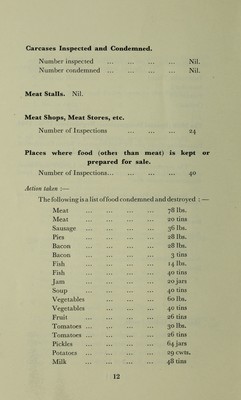 Carcases Inspected and Condemned.
Number inspected ... ... ... ... Nil.
Number condemned ... ... ... ... Nil.
Meat Stalls. Nil.
Meat Shops, Meat Stores, etc.
Number of Inspections ... ... ... 24
Places where food (other than meat) is kept or
prepared for sale.
Number of Inspections... ... ... ... 40
Action taken :—
The following is a list of food condemned and destroyed : —
Meat ... ... ... ... 78 lbs.
Meat ... ... ... ... 20 tins
Sausage ... ... ... ... 36 lbs.
Pies ... ... ... ... 28 lbs.
Bacon ... ... ... ... 28 lbs.
Bacon ... ... ... ... 3 tins
Fish ... ... ... ... 14 lbs.
Fish ... ... ... ... 40 tins
Jam ... ... ... ... 20 jars
Soup ... ... ... ... 40 tins
Vegetables ... ... ... 60 lbs.
Vegetables ... ... ... 40 tins
Fruit ... ... ... ... 26 tins
Tomatoes ... ... ... ... 30 lbs.
Tomatoes ... ... ... ... 26 tins
Pickles ... ... ... ... 64 jars
Potatoes ... ... ... ... 29 cwts.
Milk ... ... ... ... 48 tins
12